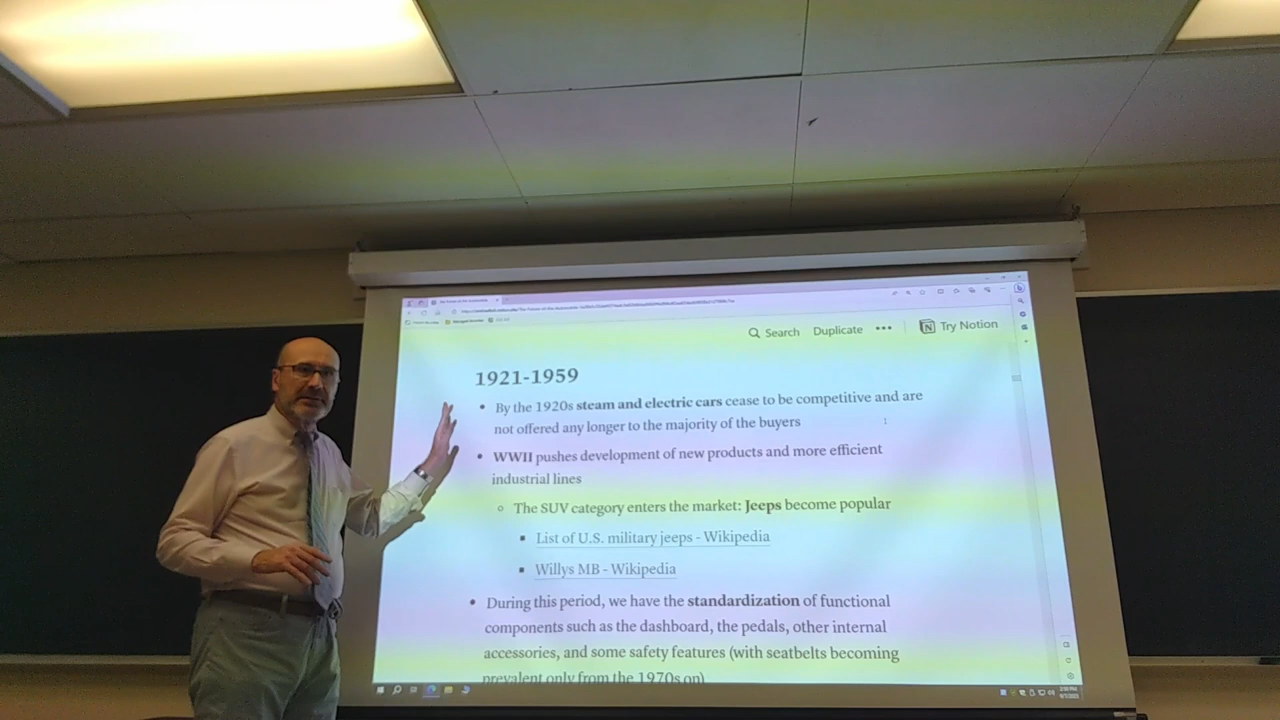 Search Duplicate ••• Try Notion
1921-1959
• By the 1920s steam and electric cars cease to be competitive and are
not offered any longer to the majority of the buyers
• WWII pushes development of new products and more efficient
industrial lines
◦ The SUV category enters the market: Jeeps become popular
▪ List of U.S. military jeeps - Wikipedia
▪ Willys MB - Wikipedia
• During this period, we have the standardization of functional
components such as the dashboard, the pedals, other internal
accessories, and some safety features (with seatbelts becoming
prevalent only from the 1970s on)